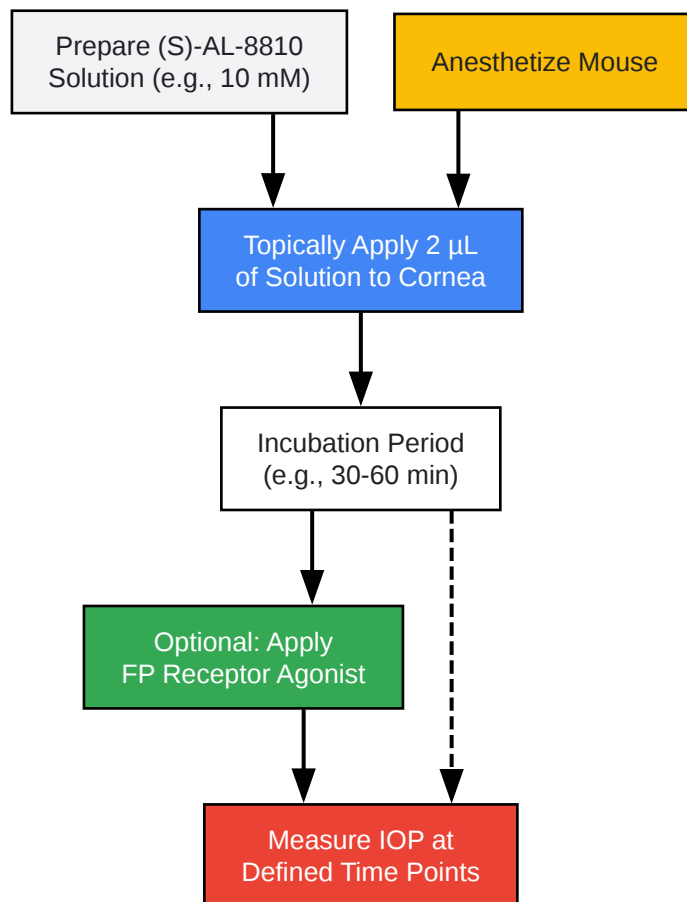 Prepare (S)-AL-8810
Solution (e.g., 10 mM)
Anesthetize Mouse
Topically Apply 2 µL
of Solution to Cornea
Incubation Period
(e.g., 30-60 min)
Optional: Apply
FP Receptor Agonist
Measure IOP at
Defined Time Points